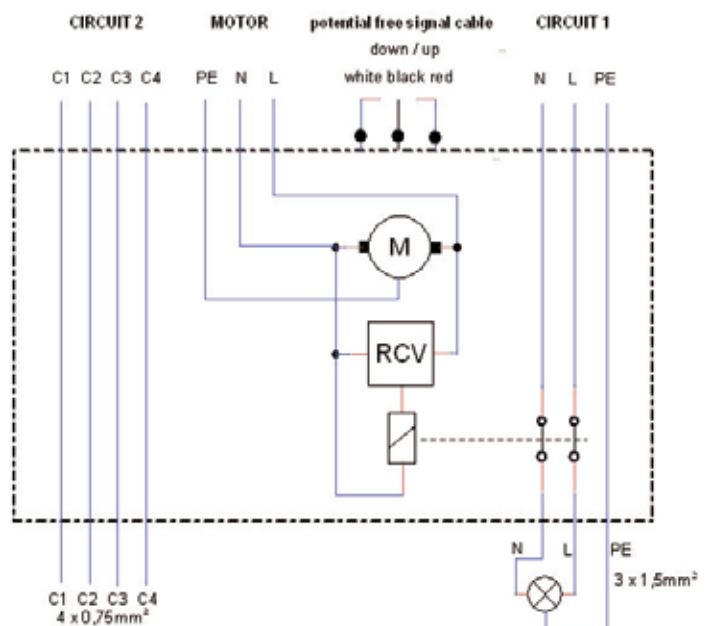 CIRCUIT 2 MOTOR potential free signal cable CIRCUIT 1
down / up
C1 C2 C3 C4 PE N L white black red N L PE
M
RCV
N L PE
3 x 1,5mm²
C1 C2 C3 C4
4 x 0,75mm²